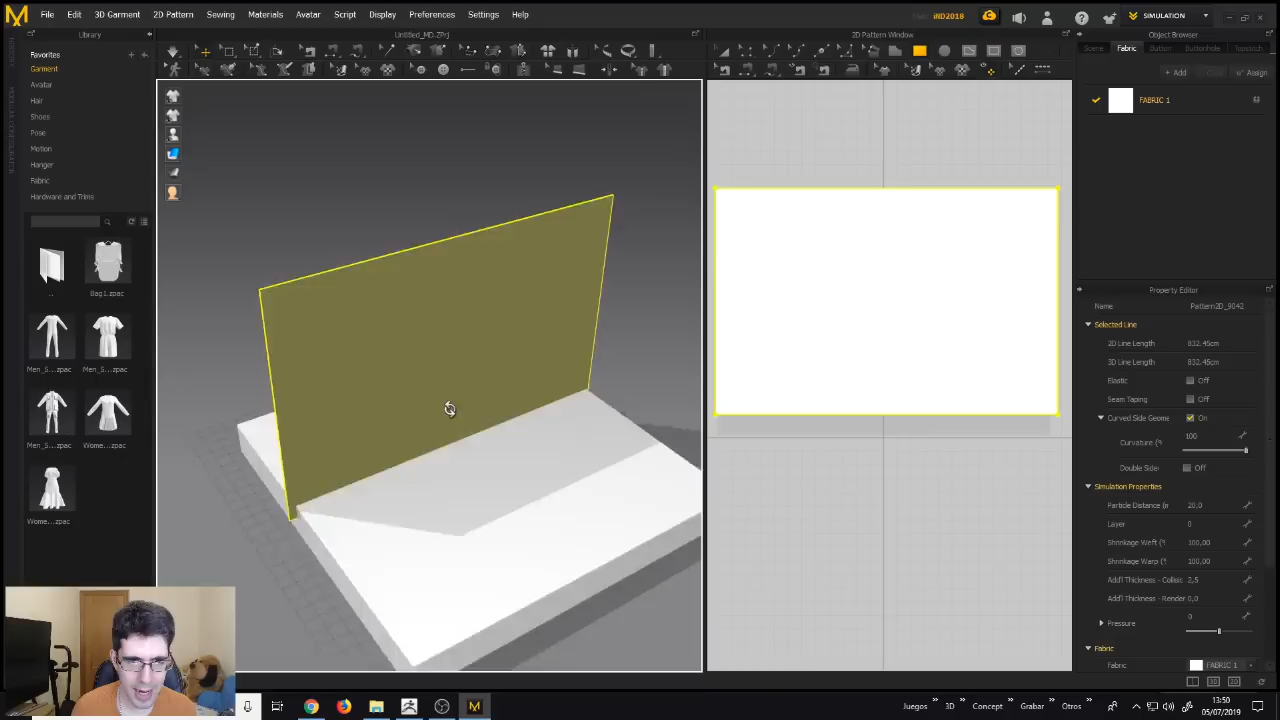 File Edit 3D Garment 2D Pattern Sewing Materials Avatar Script Display Preferences Settings Help
iND2018
SIMULATION
Library
Untitled_MD.ZPrj
2D Pattern Window
Object Browser
Favorites
Scene Fabric Button Buttonhole Topstitch
Garment
+ Add
Assign
Avatar
Hair
FABRIC 1
Shoes
Pose
Motion
Hanger
Fabric
Hardware and Trims
..
Bag1.zpac
Property Editor
Name Pattern2D_9042
Selected Line
2D Line Length 832.45cm
3D Line Length 832.45cm
Men_S...zpac Men_S...zpac
Elastic Off
Seam Taping Off
Curved Side Geome On
100
Curvature (%
Men_S...zpac Wome...zpac
Double Side Off
Simulation Properties
Particle Distance (m 20,0
Wome...zpac
Layer 0
Shrinkage Weft (% 100,00
Shrinkage Warp (% 100,00
Add'l Thickness - Collisic 2,5
Add'l Thickness - Render 0,0
Pressure 0
Fabric
Fabric FABRIC 1
Juegos 3D Concept Grabar Otros
13:50
05/07/2019